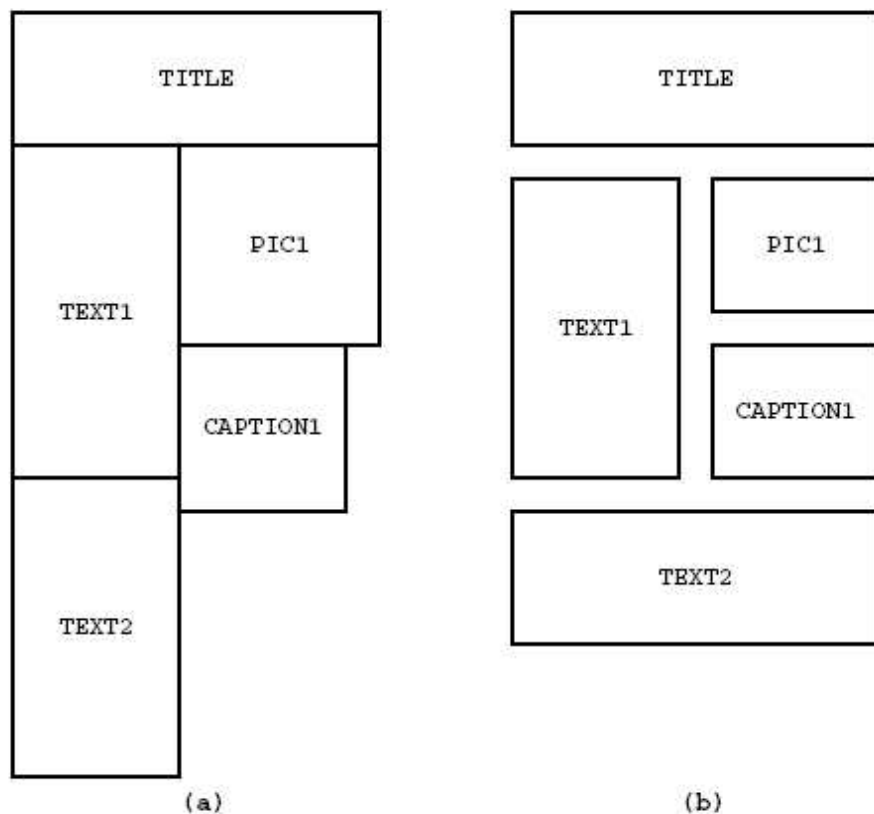 TITLE
PIC1
TEXT1
CAPTION1
TEXT2
(a)
TITLE
PIC1
TEXT1
CAPTION1
TEXT2
(b)